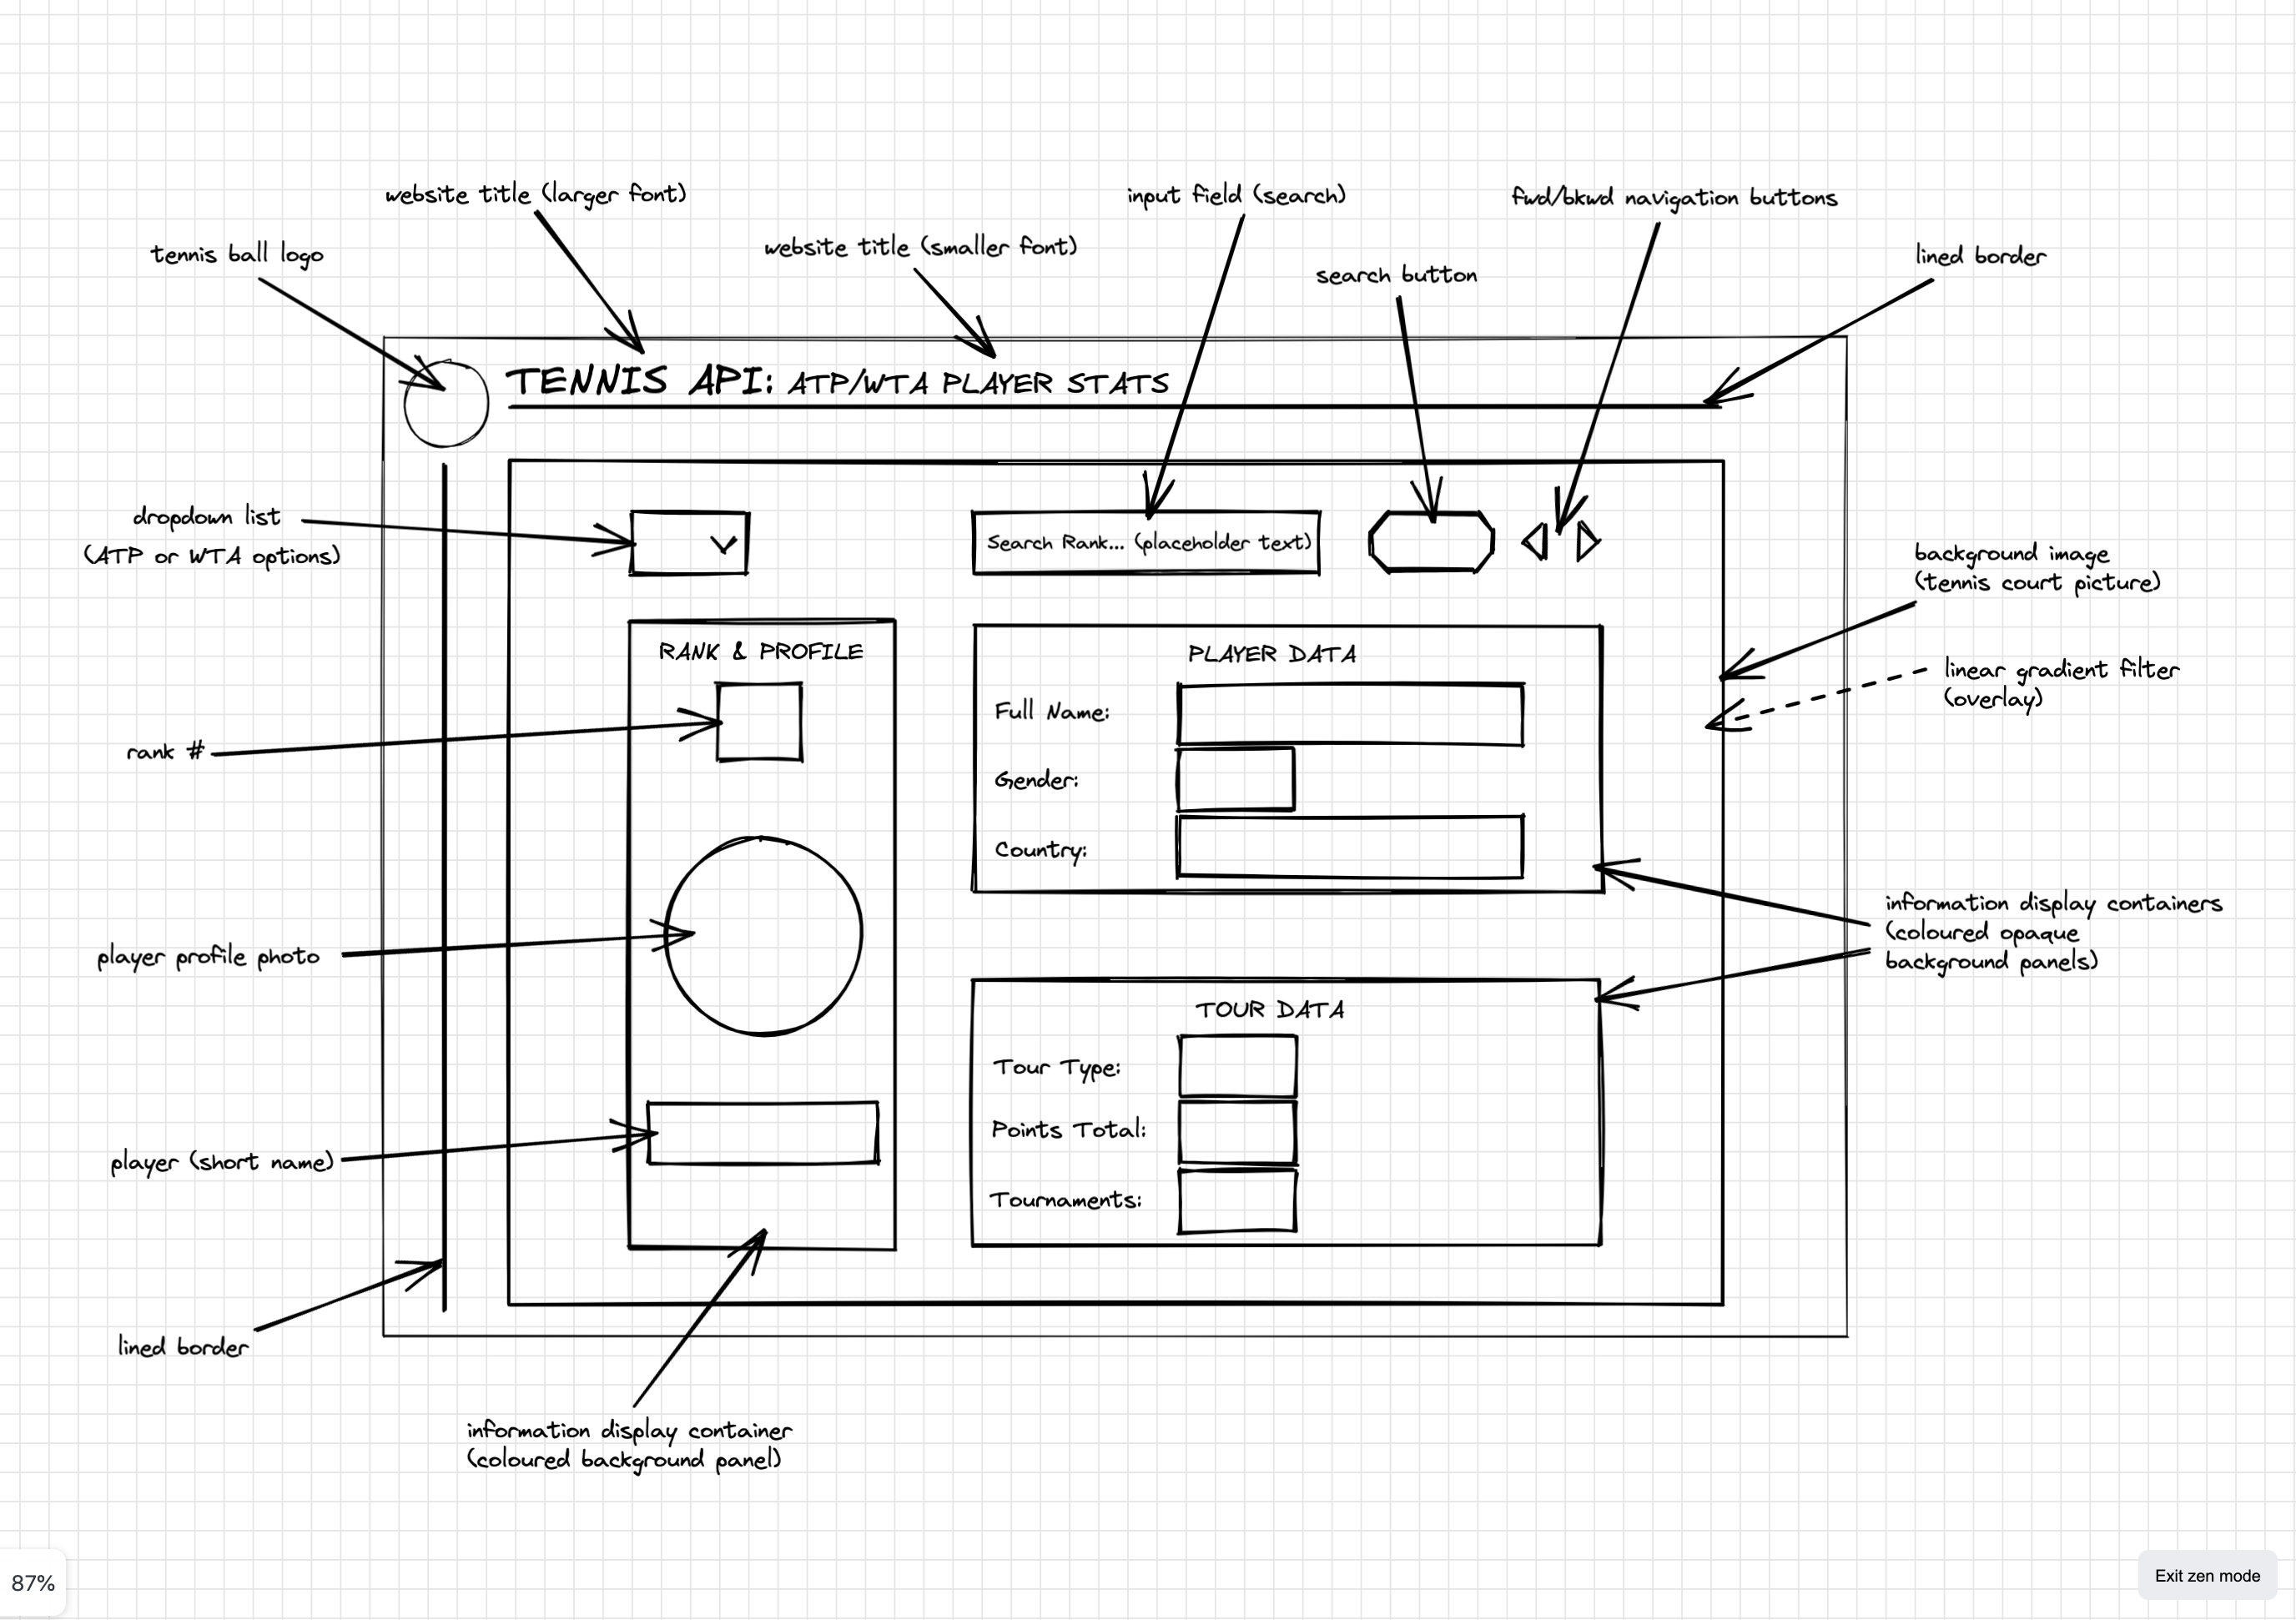 website title (larger font)
input field (search)
fwd/bkwd navigation buttons
tennis ball logo
website title (smaller font)
search button
lined border
TENNIS API: ATP/WTA PLAYER STATS
dropdown list
(ATP or WTA options)
Search Rank... (placeholder text)
background image
(tennis court picture)
RANK & PROFILE
PLAYER DATA
linear gradient filter
(overlay)
Full Name:
rank #
Gender:
Country:
information display containers
(coloured opaque
background panels)
player profile photo
TOUR DATA
Tour Type:
Points Total:
player (short name)
Tournaments:
lined border
information display container
(coloured background panel)
87%
Exit zen mode